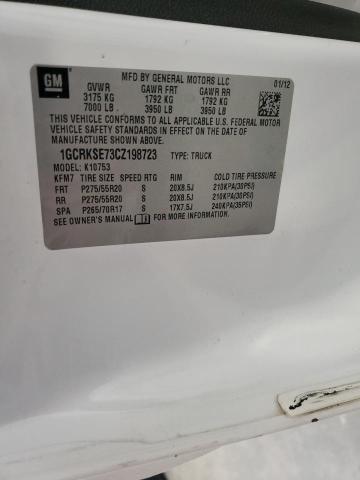 GM
MFD BY GENERAL MOTORS LLC 01/12
GVWR GAWR FRT GAWR RR
3175 KG 1792 KG 1792 KG
7000 LB 3950 LB 3950 LB
THIS VEHICLE CONFORMS TO ALL APPLICABLE U.S. FEDERAL MOTOR
VEHICLE SAFETY STANDARDS IN EFFECT ON THE DATE OF
MANUFACTURE SHOWN ABOVE.
1GCRKSE73CZ198723 TYPE: TRUCK
MODEL: K10753
KFM7 TIRE SIZE SPEED RTG RIM COLD TIRE PRESSURE
FRT P275/55R20 S 20X8.5J 210KPA(30PSI)
RR P275/55R20 S 20X8.5J 210KPA(30PSI)
SPA P265/70R17 S 17X7.5J 240KPA(35PSI)
SEE OWNER'S MANUAL